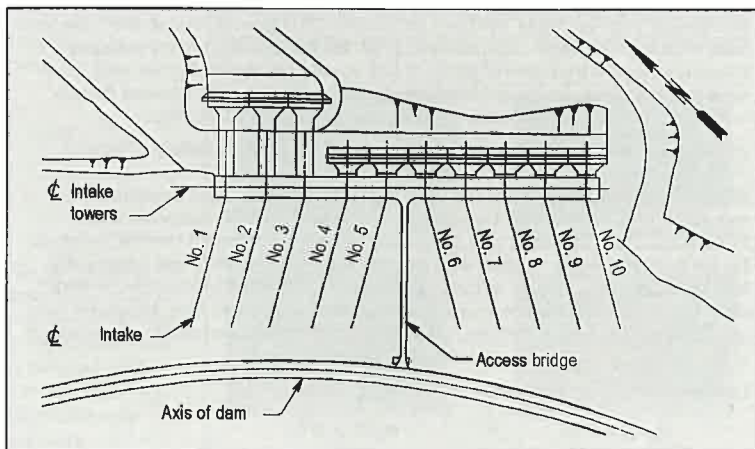 ℄ Intake
towers
No. 1
No. 2
No. 3
No. 4
No. 5
No. 6
No. 7
No. 8
No. 9
No. 10
℄ Intake
Access bridge
Axis of dam
N